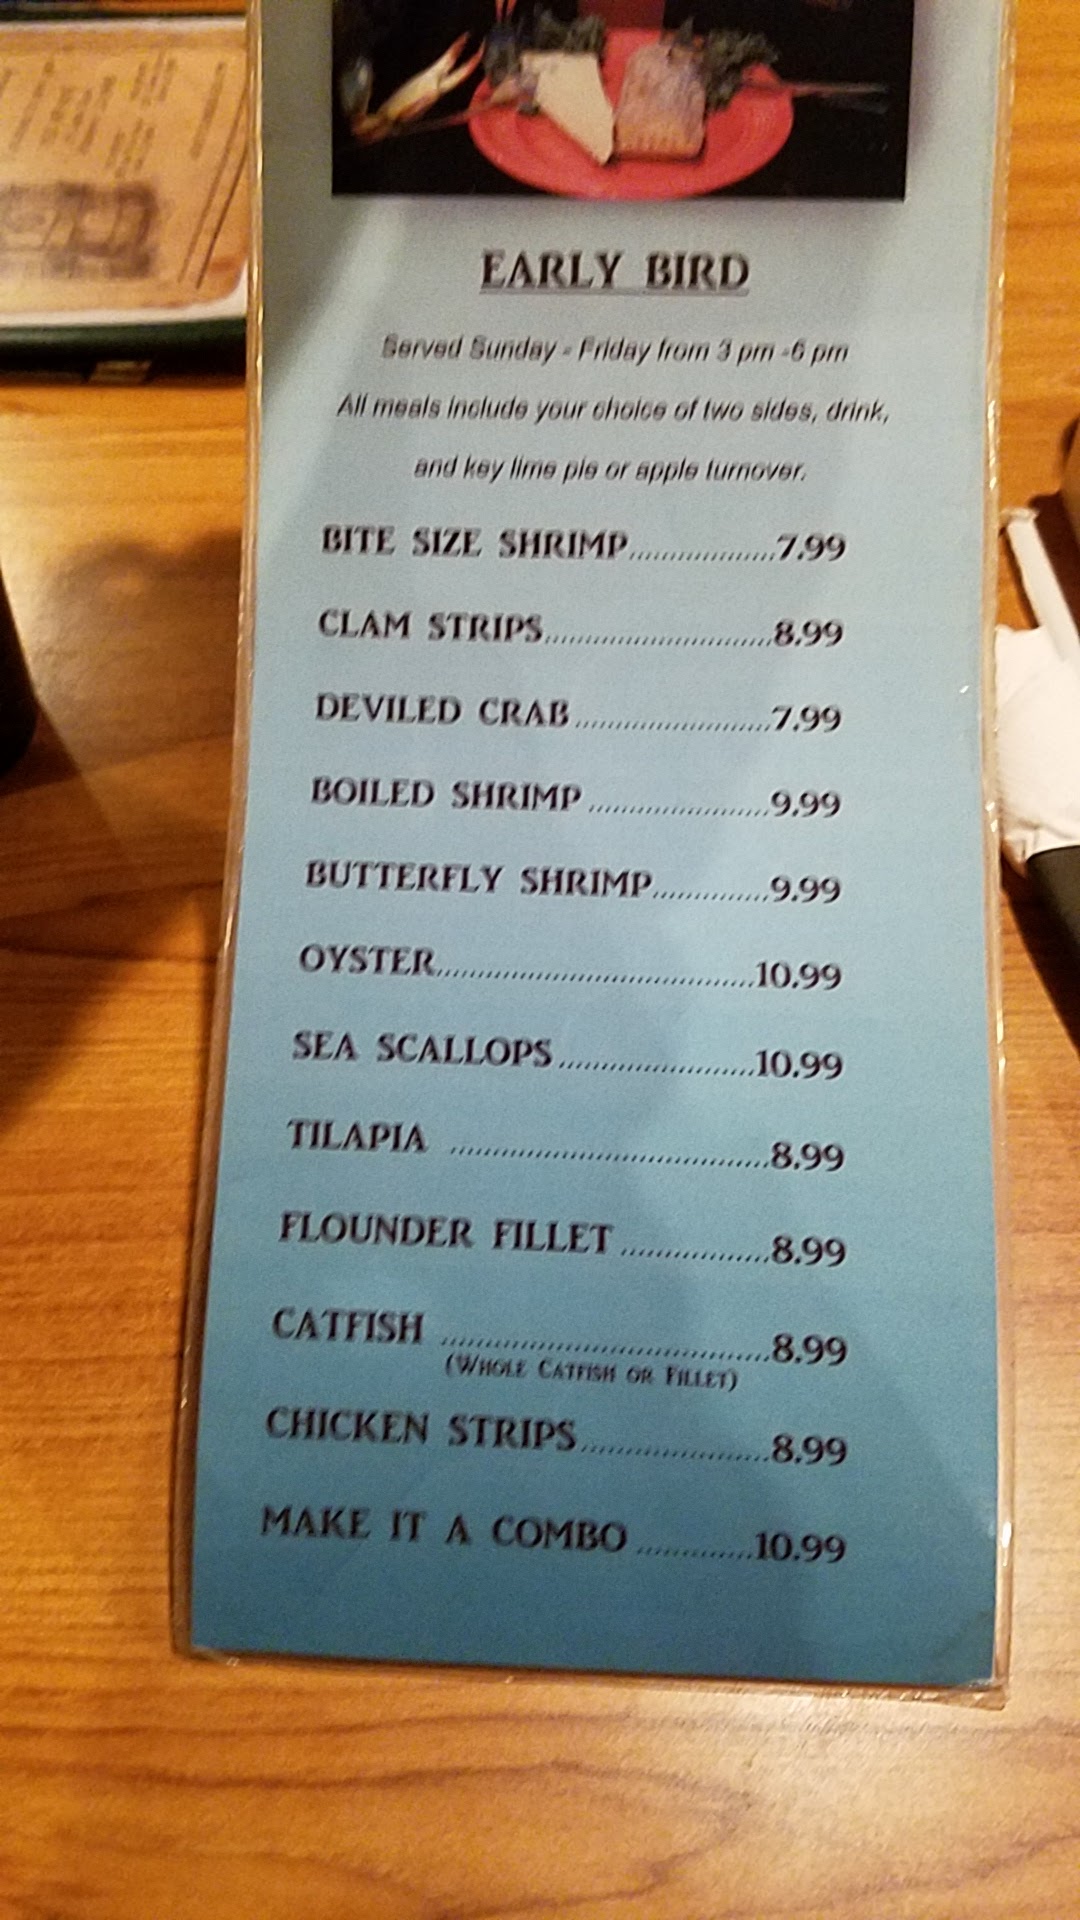 EARLY BIRD
Served Sunday - Friday from 3 pm -6 pm
All meals include your choice of two sides, drink,
and key lime pie or apple turnover.
BITE SIZE SHRIMP..................7.99
CLAM STRIPS............................8.99
DEVILED CRAB........................7.99
BOILED SHRIMP......................9.99
BUTTERFLY SHRIMP..............9.99
OYSTER.......................................10.99
SEA SCALLOPS........................10.99
TILAPIA .......................................8.99
FLOUNDER FILLET..................8.99
CATFISH ........................................8.99
(WHOLE CATFISH OR FILLET)
CHICKEN STRIPS.......................8.99
MAKE IT A COMBO..............10.99